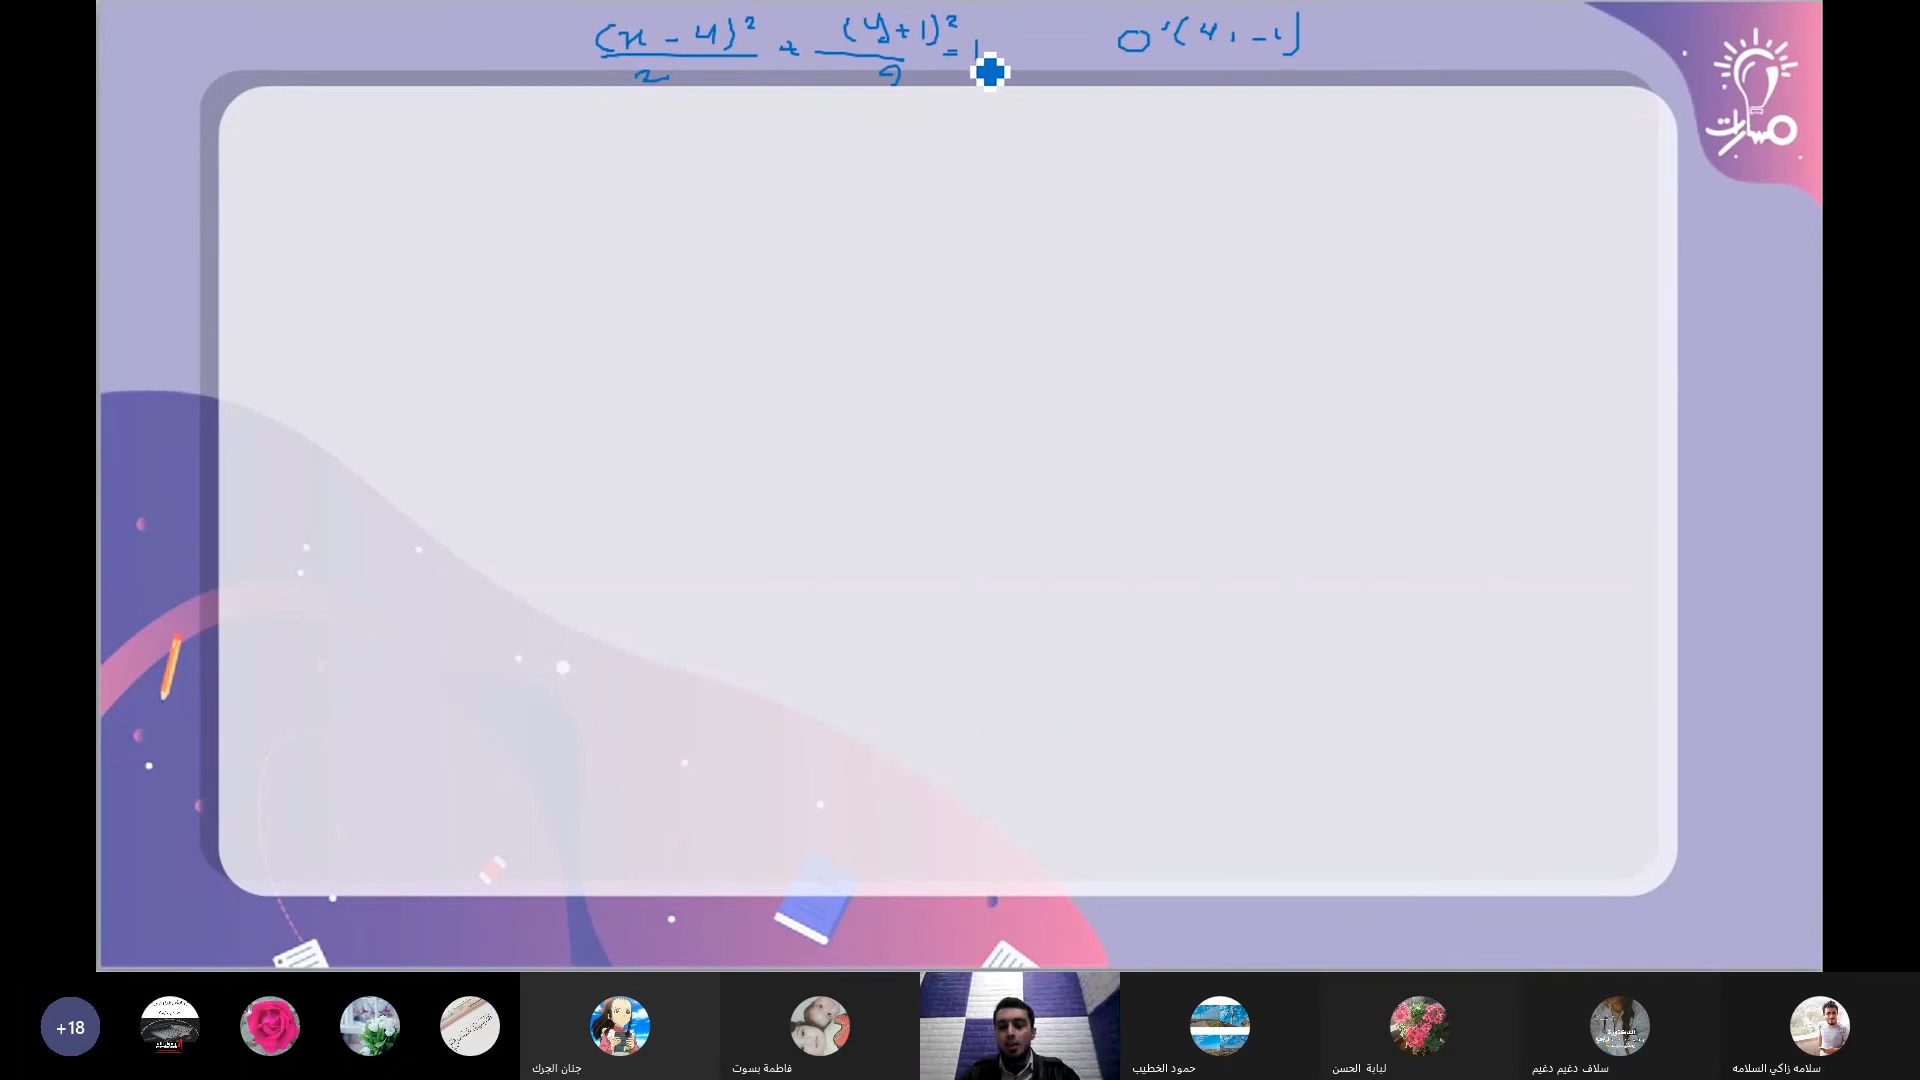 (x - 4)² / 2 + (y + 1)² / 9 = 1    O'(4, -1)
مسارات
+18
جنان الجرك
فاطمة بسوت
حمود الخطيب
لبابة الحسن
سلاف دغيم دغيم
سلامه زاكي السلامه